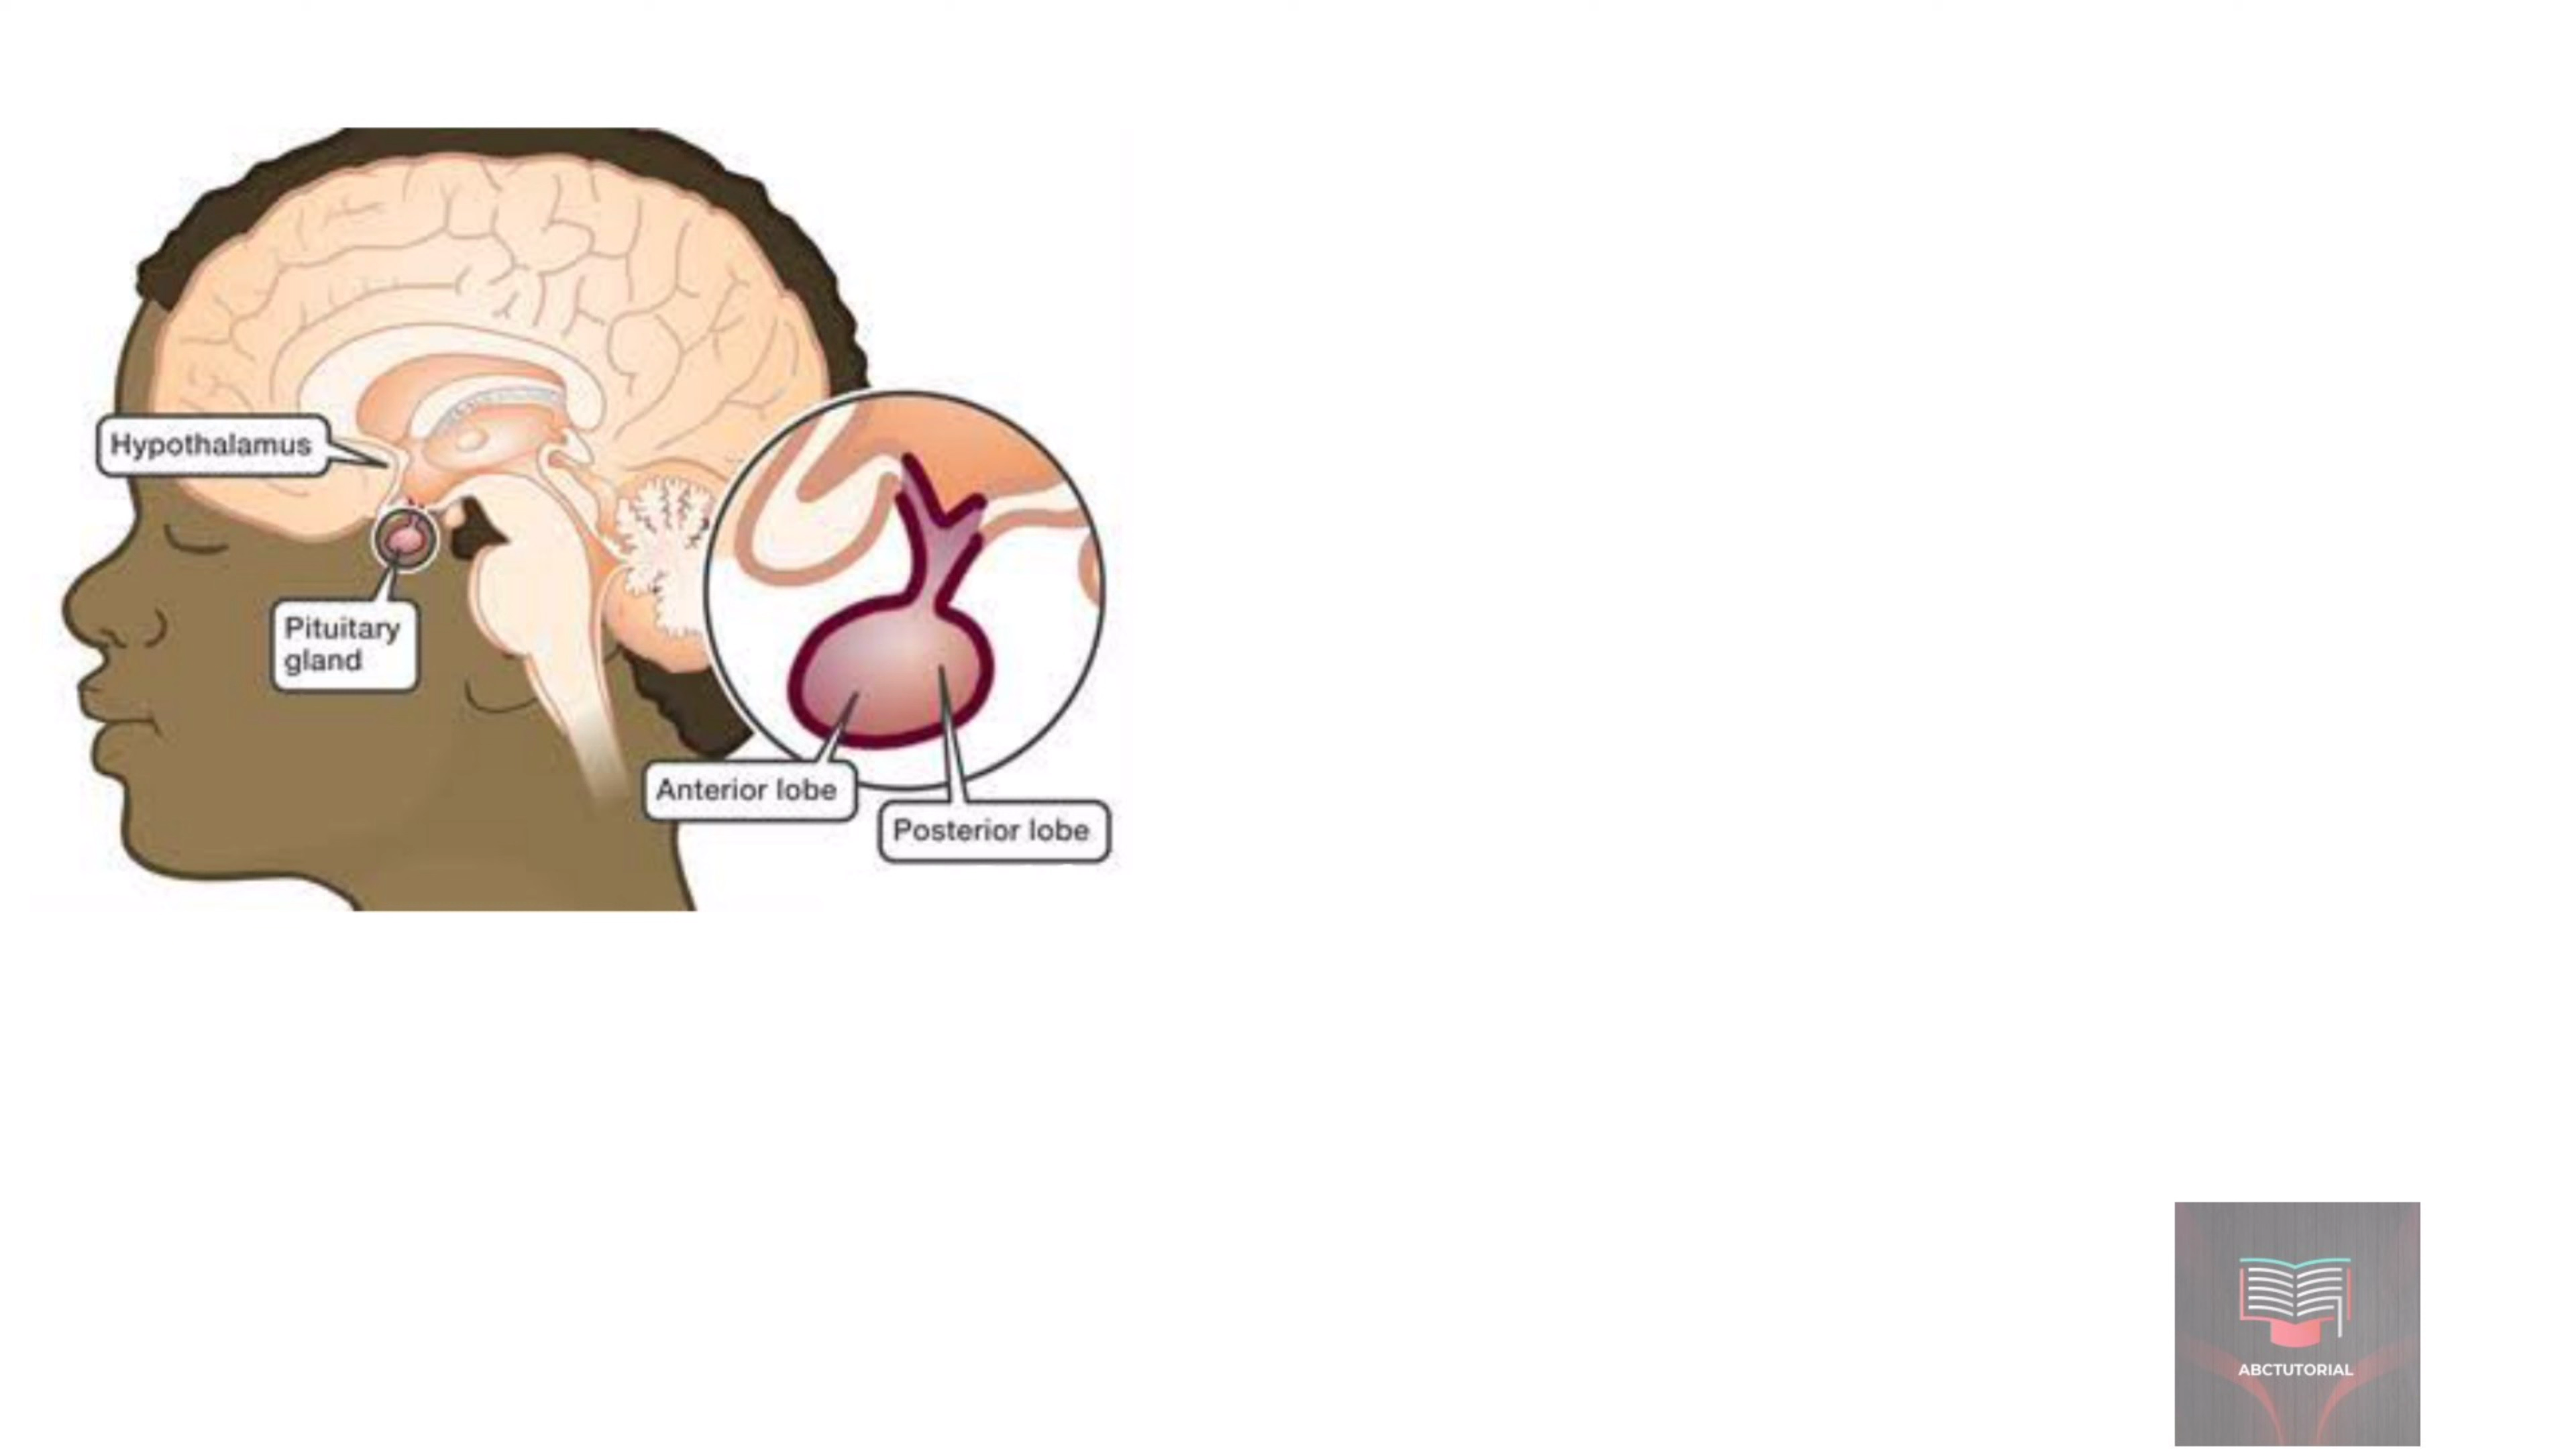 Hypothalamus
Pituitary
gland
Anterior lobe
Posterior lobe
ABCTUTORIAL